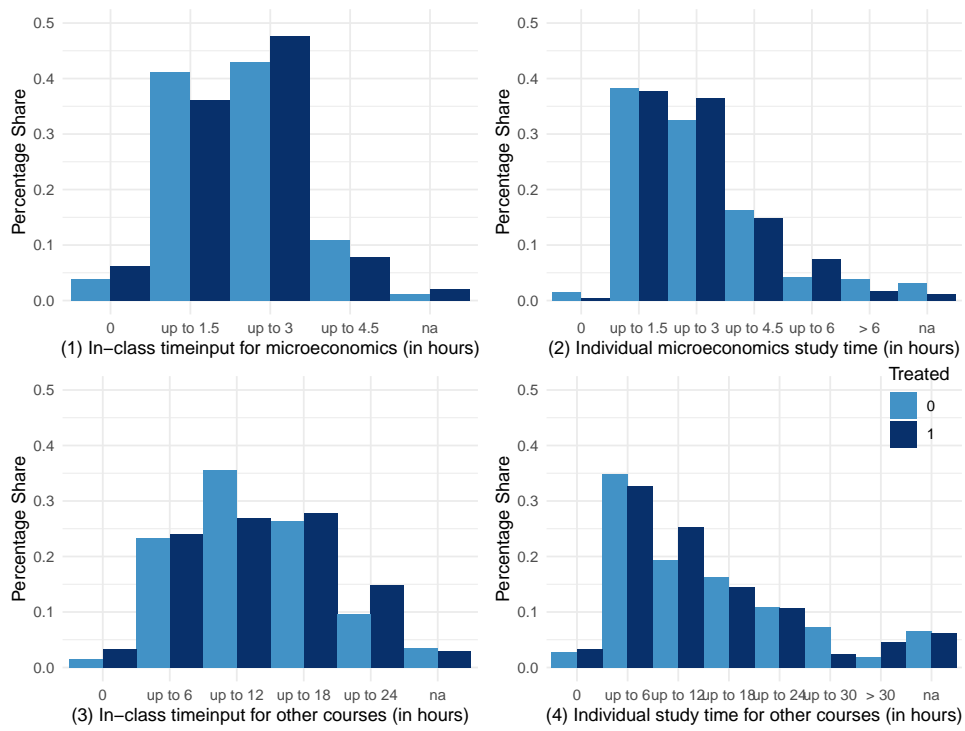 0.5
0.4
0.3
0.2
0.1
0.0
Percentage Share
0 up to 1.5 up to 3 up to 4.5 na
(1) In−class timeinput for microeconomics (in hours)
0.5
0.4
0.3
0.2
0.1
0.0
Percentage Share
0 up to 1.5 up to 3 up to 4.5 up to 6 > 6 na
(2) Individual microeconomics study time (in hours)
0.5
0.4
0.3
0.2
0.1
0.0
Percentage Share
0 up to 6 up to 12 up to 18 up to 24 na
(3) In−class timeinput for other courses (in hours)
Treated
0
1
0.5
0.4
0.3
0.2
0.1
0.0
Percentage Share
0 up to 6 up to 12 up to 18 up to 24 up to 30 > 30 na
(4) Individual study time for other courses (in hours)